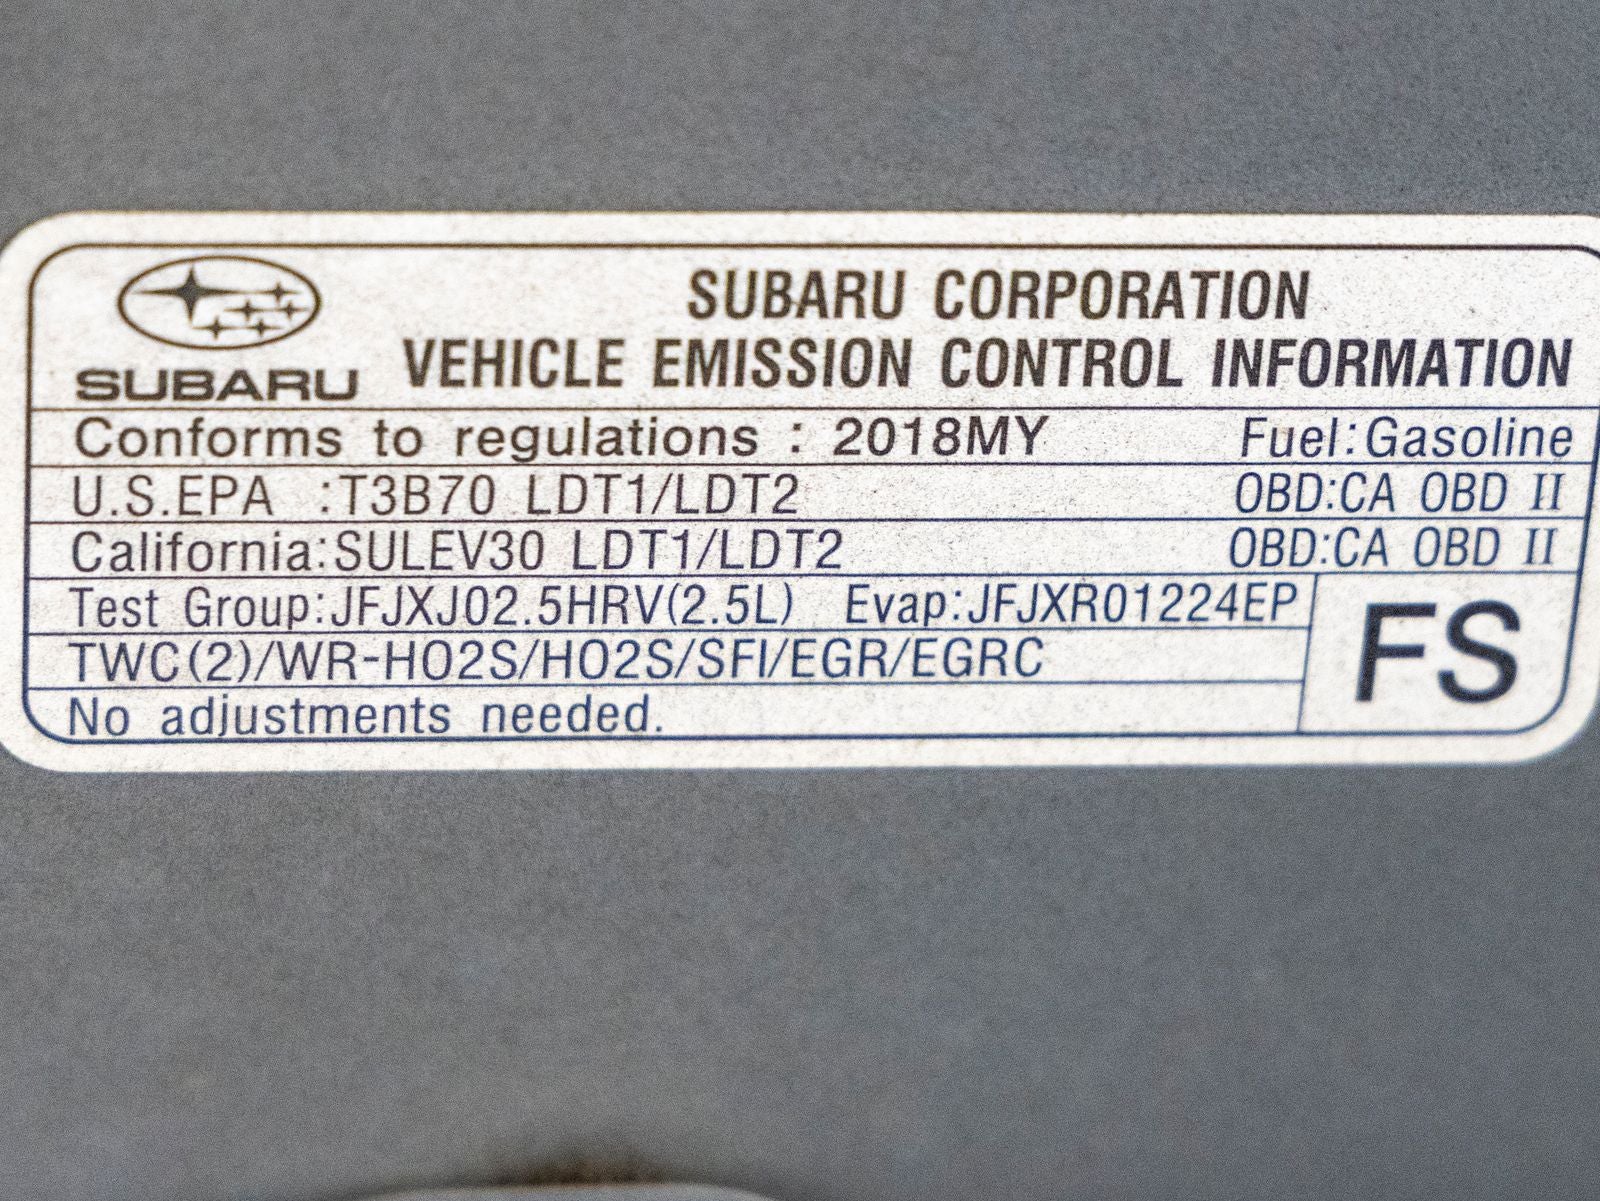 SUBARU
SUBARU CORPORATION
VEHICLE EMISSION CONTROL INFORMATION
Conforms to regulations : 2018MY Fuel:Gasoline
U.S.EPA :T3B70 LDT1/LDT2 OBD:CA OBD II
California:SULEV30 LDT1/LDT2 OBD:CA OBD II
Test Group:JFJXJ02.5HRV(2.5L) Evap:JFJXR01224EP
FS
TWC(2)/WR-HO2S/HO2S/SFI/EGR/EGRC
No adjustments needed.